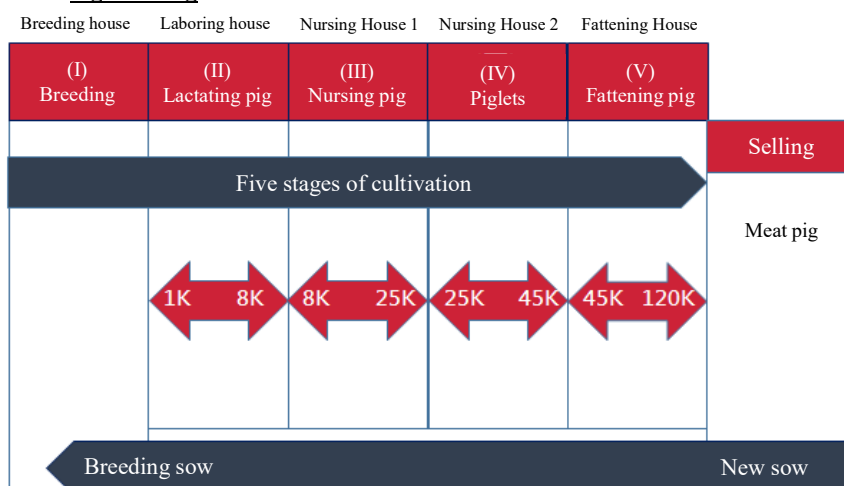 Breeding house Laboring house Nursing House 1 Nursing House 2 Fattening House
(I) (II) (III) (IV) (V)
Breeding Lactating pig Nursing pig Piglets Fattening pig
Selling
Five stages of cultivation
Meat pig
1K 8K 8K 25K 25K 45K 45K 120K
Breeding sow New sow